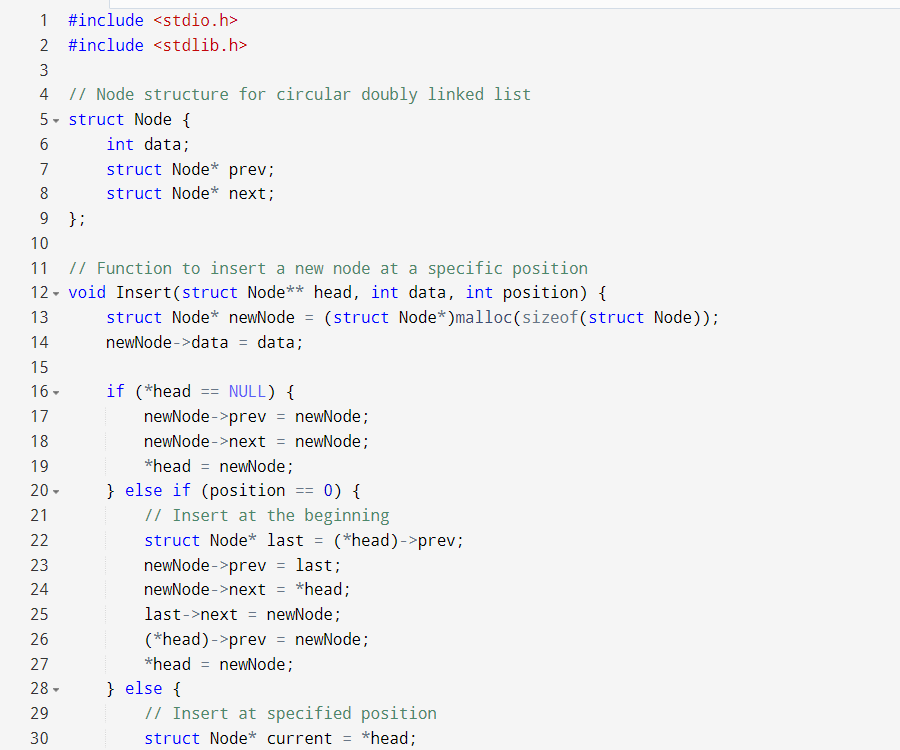 1 #include <stdio.h>
2 #include <stdlib.h>
3
4 // Node structure for circular doubly linked list
5 struct Node {
6     int data;
7     struct Node* prev;
8     struct Node* next;
9 };
10
11 // Function to insert a new node at a specific position
12 void Insert(struct Node** head, int data, int position) {
13     struct Node* newNode = (struct Node*)malloc(sizeof(struct Node));
14     newNode->data = data;
15
16     if (*head == NULL) {
17         newNode->prev = newNode;
18         newNode->next = newNode;
19         *head = newNode;
20     } else if (position == 0) {
21         // Insert at the beginning
22         struct Node* last = (*head)->prev;
23         newNode->prev = last;
24         newNode->next = *head;
25         last->next = newNode;
26         (*head)->prev = newNode;
27         *head = newNode;
28     } else {
29         // Insert at specified position
30         struct Node* current = *head;